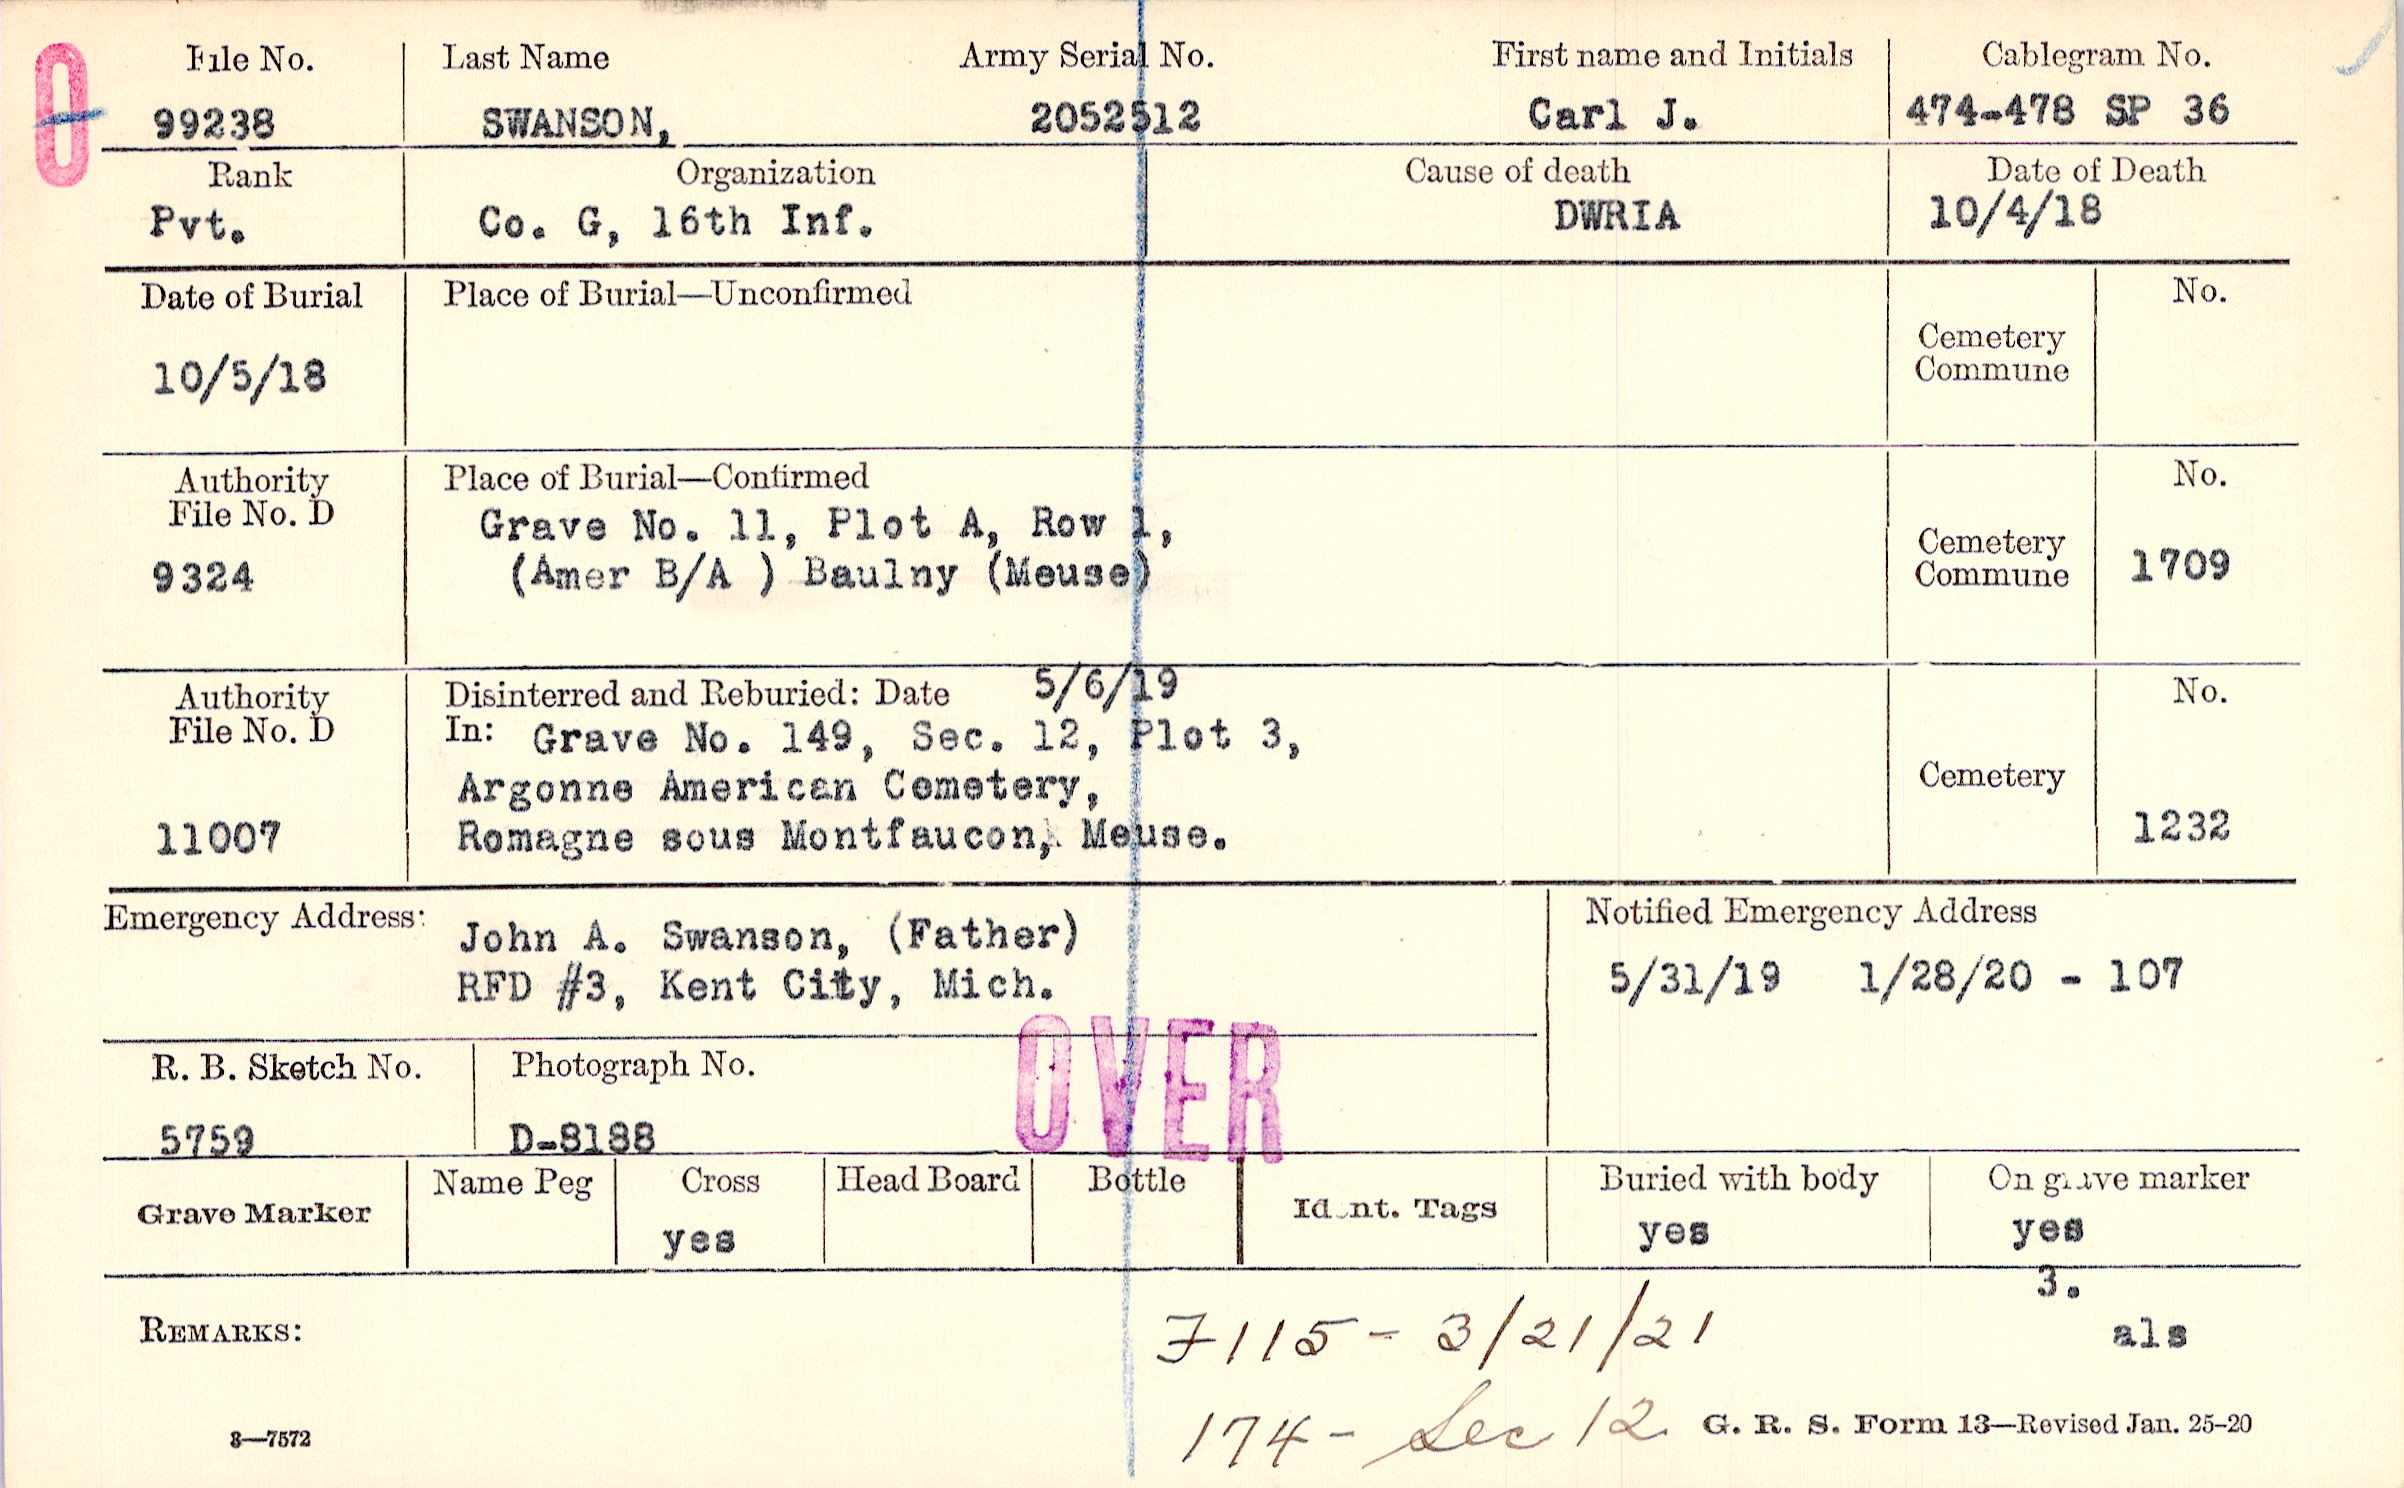 0
File No. Last Name Army Serial No. First name and Initials Cablegram No.
99238 SWANSON, 2052512 Carl J. 474-478 SP 36
Rank Organization Cause of death Date of Death
Pvt. Co. G, 16th Inf. DWRIA 10/4/18
Date of Burial Place of Burial—Unconfirmed No.
Cemetery
Commune
10/5/18
Authority Place of Burial—Confirmed No.
File No. D
Grave No. 11, Plot A, Row 1,
Cemetery
Commune
9324 (Amer B/A ) Baulny (Meuse) 1709
Authority Disinterred and Reburied: Date 5/6/19 No.
File No. D In: Grave No. 149, Sec. 12, Plot 3,
Argonne American Cemetery, Cemetery
11007 Romagne sous Montfaucon, Meuse. 1232
Emergency Address: John A. Swanson, (Father) Notified Emergency Address
RFD #3, Kent City, Mich. 5/31/19 1/28/20 - 107
OVER
R. B. Sketch No. Photograph No.
5759 D-8188
Grave Marker Name Peg Cross Head Board Bottle Ident. Tags Buried with body On grave marker
yes yes yes
3.
REMARKS: 7115 - 3/21/21 als
174 - Sec 12 G. R. S. Form 13—Revised Jan. 25-20
3—7572